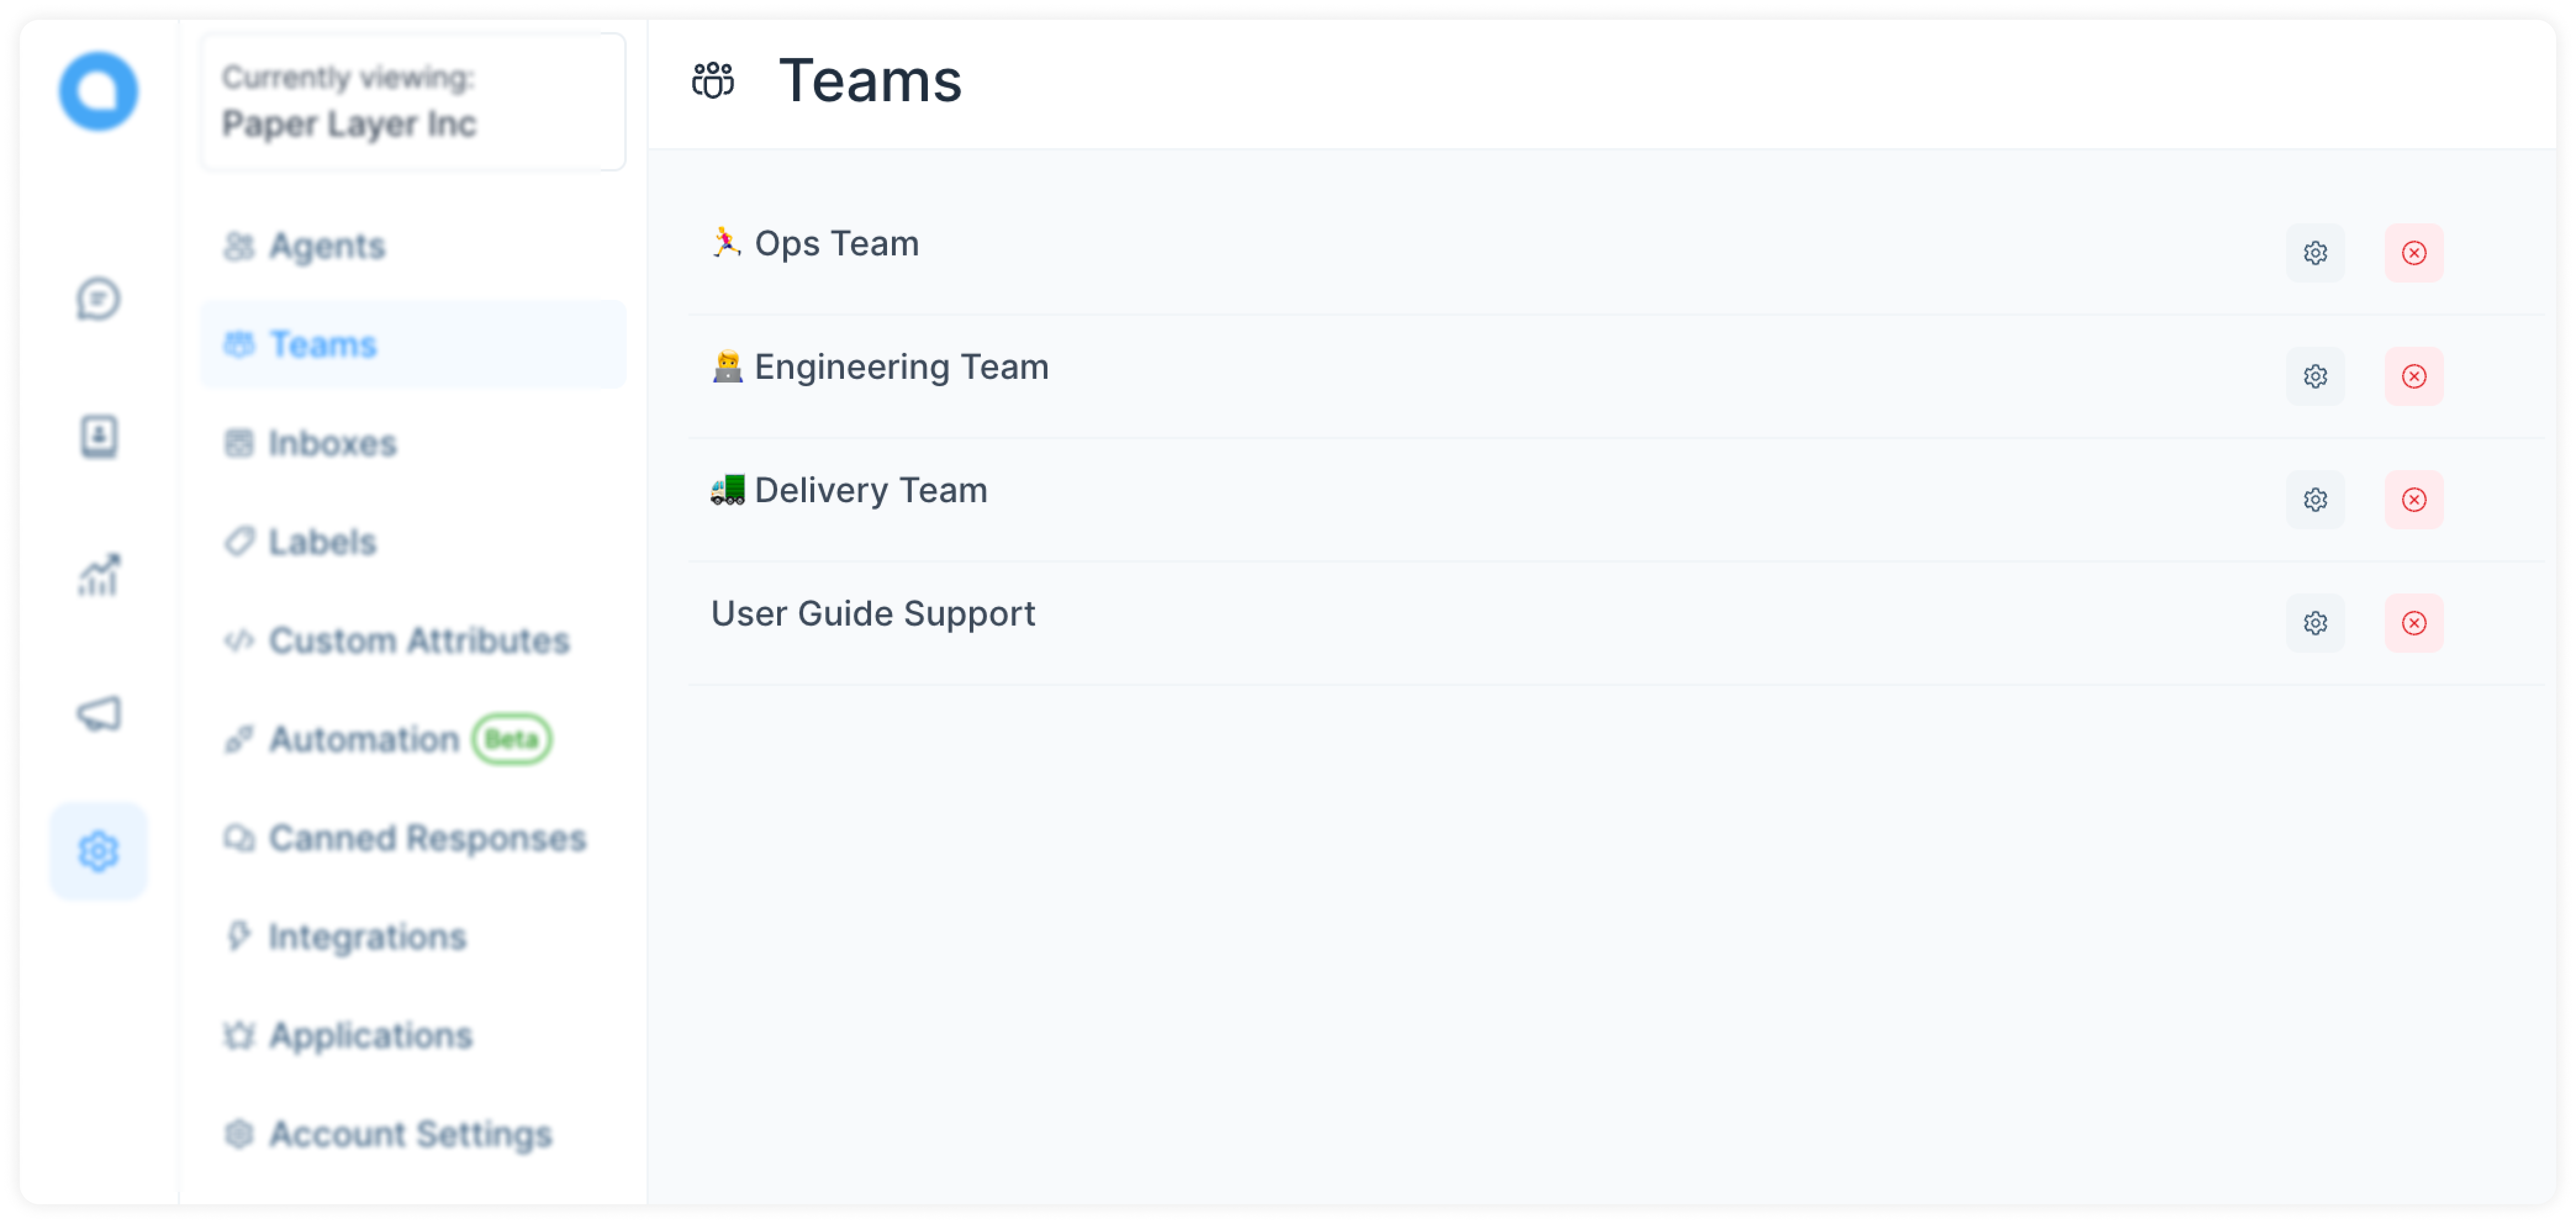 Currently viewing:
Paper Layer Inc
Agents
Teams
Inboxes
Labels
Custom Attributes
Automation Beta
Canned Responses
Integrations
Applications
Account Settings
Teams
🏃‍♀️ Ops Team
👩‍💻 Engineering Team
🚛 Delivery Team
User Guide Support